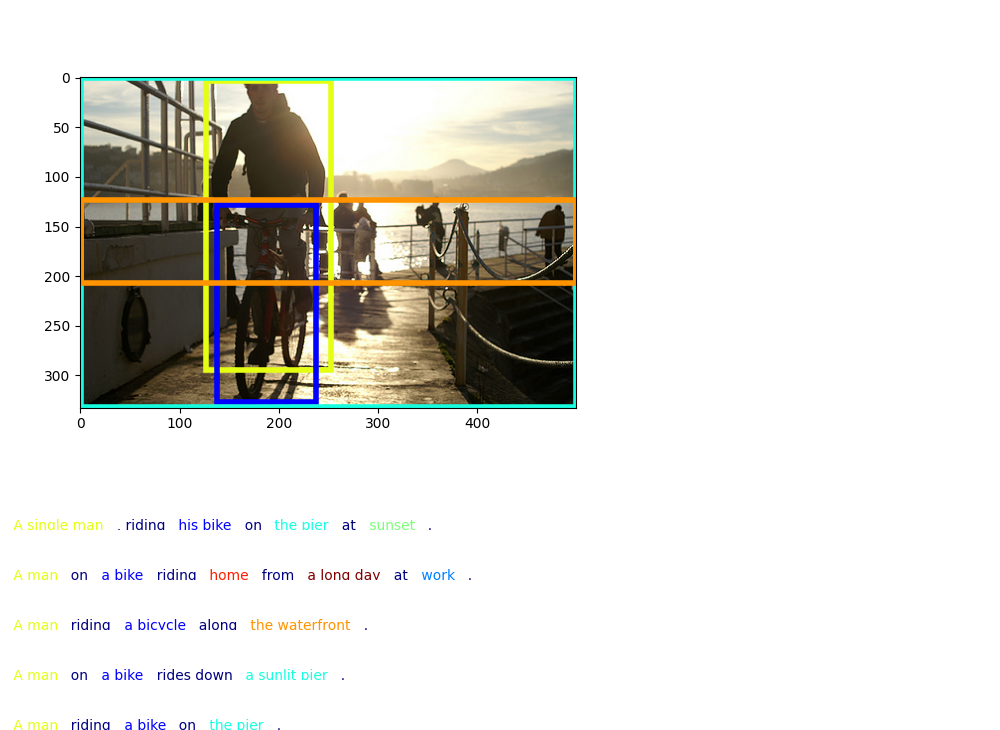 0
50
100
150
200
250
300
0 100 200 300 400
A single man , riding his bike on the pier at sunset .
A man on a bike riding home from a long day at work .
A man riding a bicycle along the waterfront .
A man on a bike rides down a sunlit pier .
A man riding a bike on the pier .